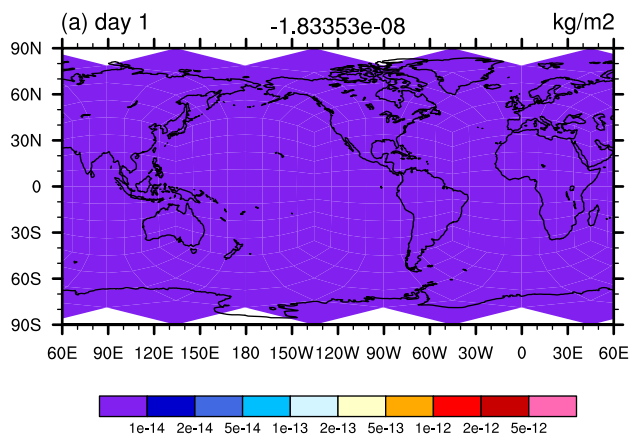 (a) day 1 -1.83353e-08 kg/m2
90N
60N
30N
0
30S
60S
90S
60E 90E 120E 150E 180 150W 120W 90W 60W 30W 0 30E 60E
1e-14 2e-14 5e-14 1e-13 2e-13 5e-13 1e-12 2e-12 5e-12